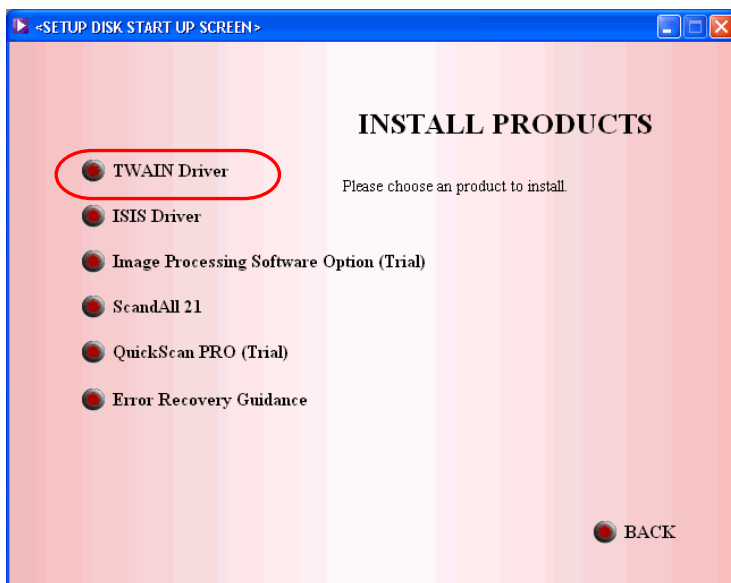 <SETUP DISK START UP SCREEN>
INSTALL PRODUCTS
Please choose an product to install.
TWAIN Driver
ISIS Driver
Image Processing Software Option (Trial)
ScandAll 21
QuickScan PRO (Trial)
Error Recovery Guidance
BACK